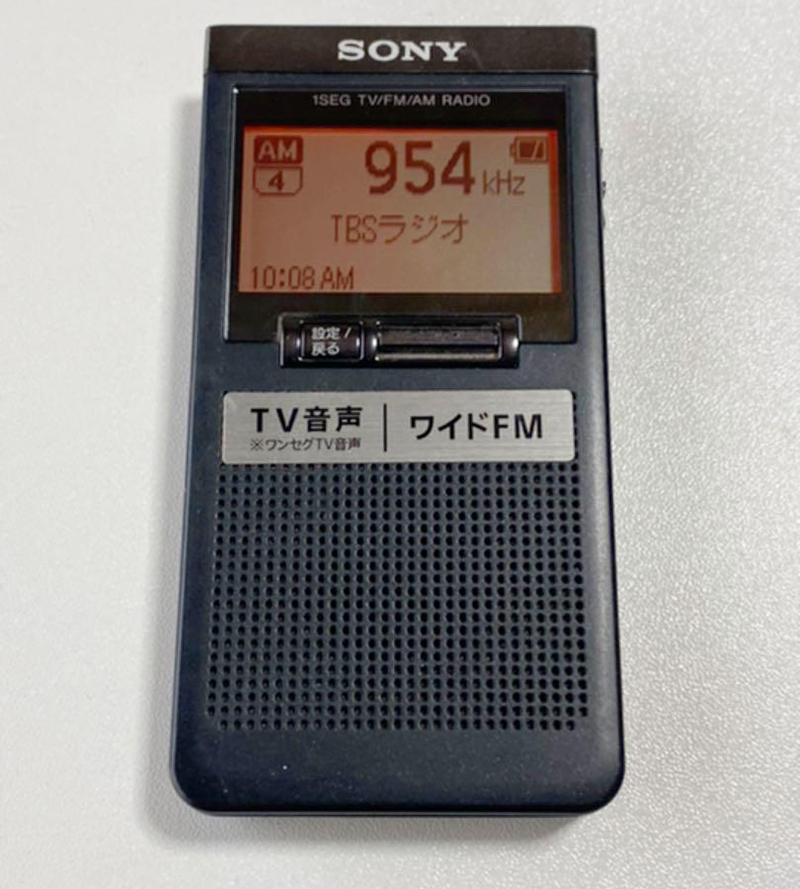 SONY
1SEG TV/FM/AM RADIO
AM
954 kHz
4
TBSラジオ
10:08 AM
設定/
戻る
TV音声
※ワンセグTV音声
ワイドFM